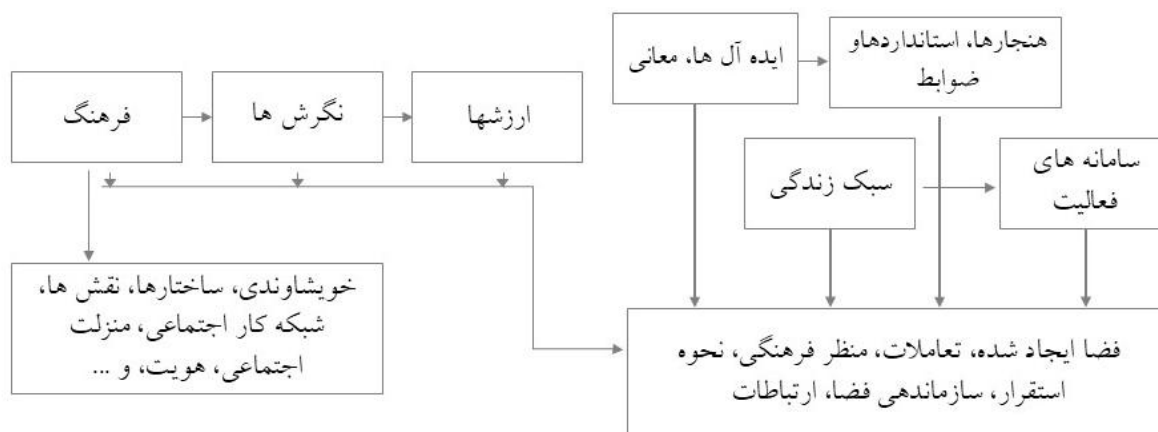 هنجارها، استانداردهاو
ضوابط
ایده آل ها، معانی
سامانه های
فعالیت
سبک زندگی
ارزشها
نگرش ها
فرهنگ
فضا ایجاد شده، تعاملات، منظر فرهنگی، نحوه
استقرار، سازماندهی فضا، ارتباطات
خویشاوندی، ساختارها، نقش ها،
شبکه کار اجتماعی، منزلت
اجتماعی، هویت، و ...